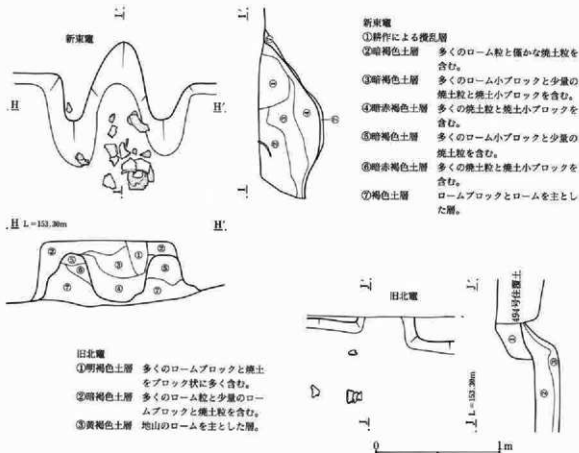 新東竈
新東竈
①耕作による攪乱層
②暗褐色土層 多くのローム粒と僅かな焼土粒を
含む。
③暗褐色土層 多くのローム小ブロックと少量の
焼土粒と焼土小ブロックを含む。
④暗赤褐色土層 多くの焼土粒と焼土小ブロックを
含む。
⑤暗褐色土層 多くのローム小ブロックと少量の
焼土粒を含む。
⑥暗赤褐色土層 多くの焼土粒と焼土小ブロックを
含む。
⑦褐色土層 ロームブロックとロームを主とし
た層。
H H'
H L=153.30m H'
② ① ②
⑤ ③ ⑤
⑥
⑦ ④ ⑦
旧北竈
494号住覆土
L=153.30m
旧北竈
①明褐色土層 多くのロームブロックと焼土
をブロック状に多く含む。
②暗褐色土層 多くのローム粒と少量のロー
ムブロックと焼土粒を含む。
③黄褐色土層 地山のロームを主とした層。
0 1m